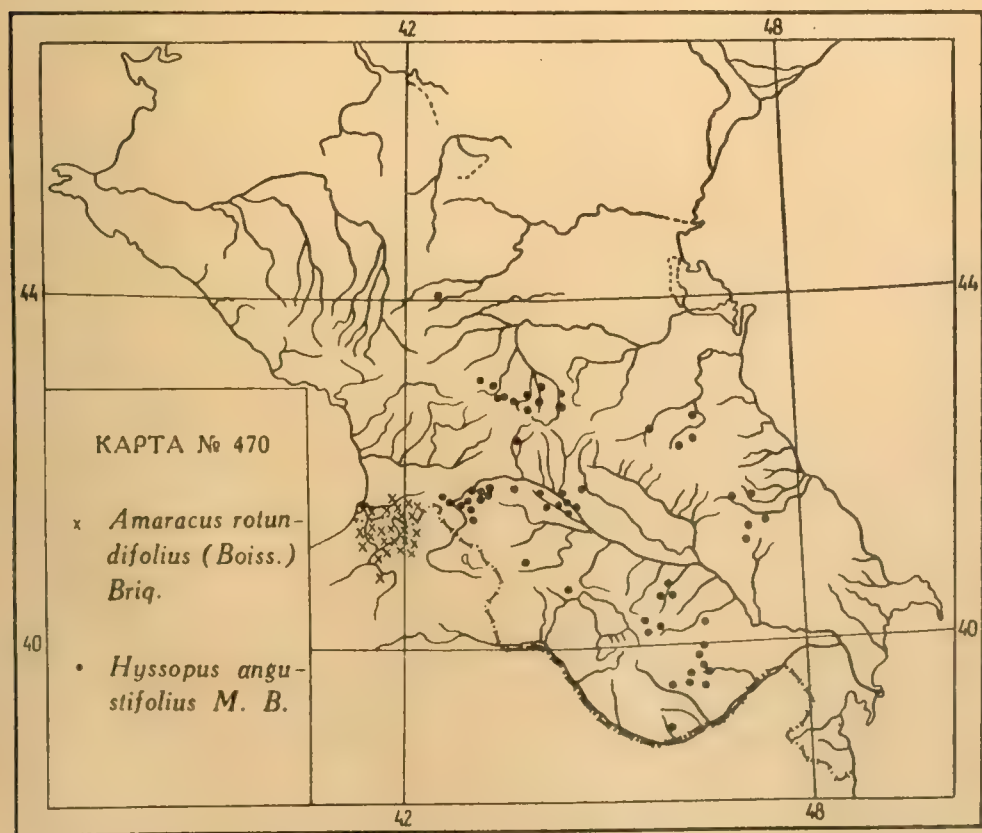 42 48
44 44
КАРТА № 470
x Amaracus rotun-
difolius (Boiss.)
Briq.
• Hyssopus angu-
stifolius M. B.
40 40
42 48